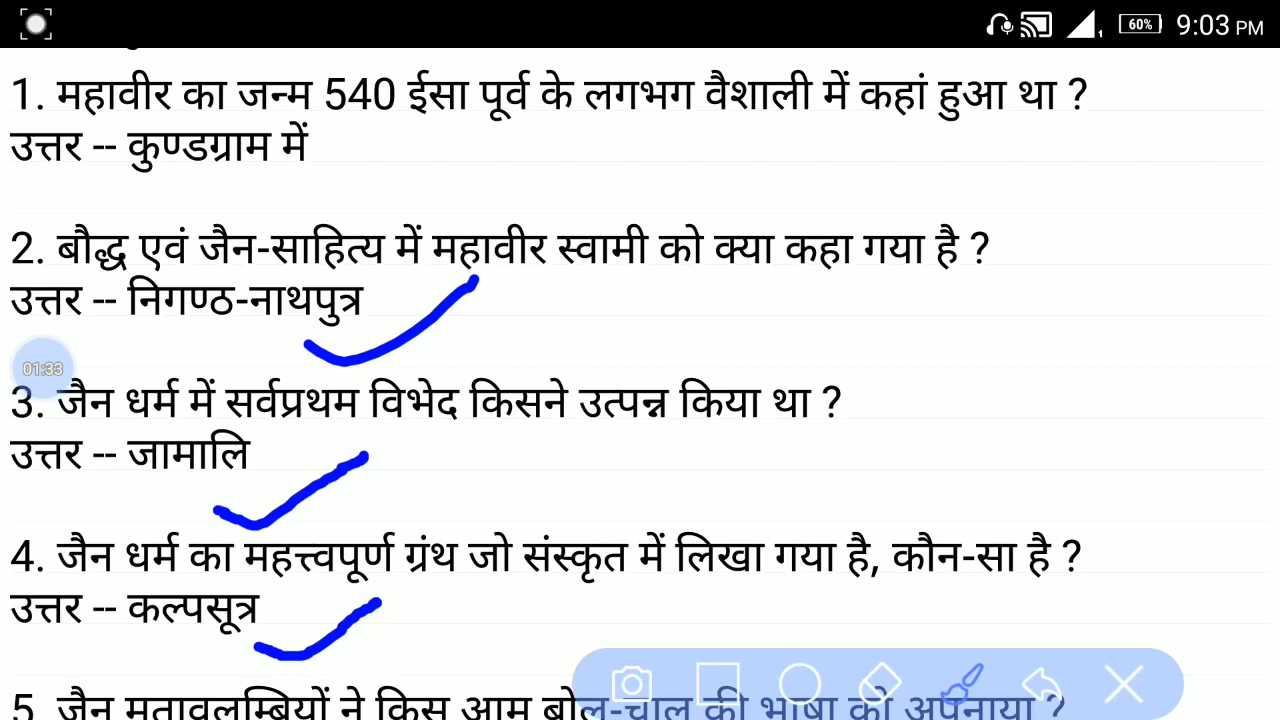 60% 9:03 PM
1. महावीर का जन्म 540 ईसा पूर्व के लगभग वैशाली में कहां हुआ था ?
उत्तर -- कुण्डग्राम में
2. बौद्ध एवं जैन-साहित्य में महावीर स्वामी को क्या कहा गया है ?
उत्तर -- निगण्ठ-नाथपुत्र
01:33
3. जैन धर्म में सर्वप्रथम विभेद किसने उत्पन्न किया था ?
उत्तर -- जामालि
4. जैन धर्म का महत्त्वपूर्ण ग्रंथ जो संस्कृत में लिखा गया है, कौन-सा है ?
उत्तर -- कल्पसूत्र
5. जैन मतावलम्बियों ने किस आम बोल-चाल की भाषा को अपनाया ?